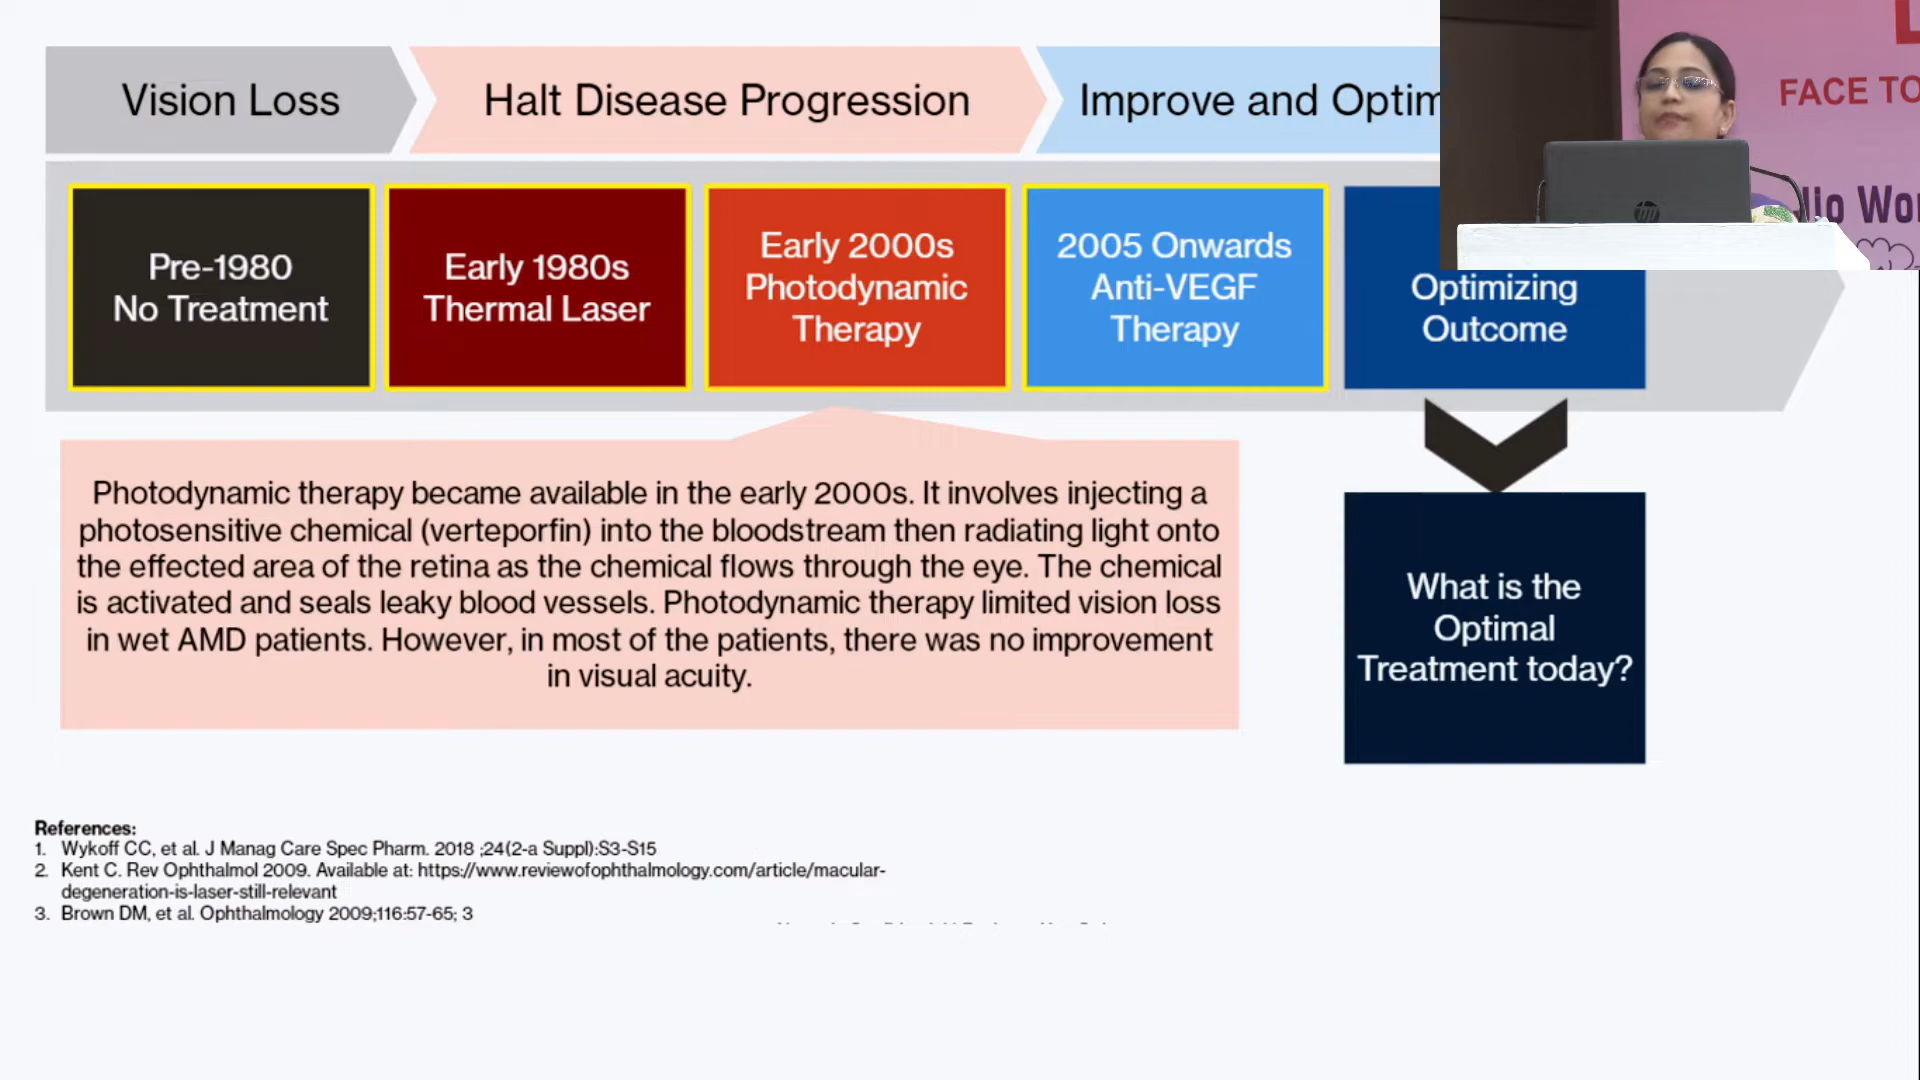 Vision Loss
Halt Disease Progression
Improve and Optim
FACE TO
lio Wo
hp
Pre-1980
No Treatment
Early 1980s
Thermal Laser
Early 2000s
Photodynamic
Therapy
2005 Onwards
Anti-VEGF
Therapy
Optimizing
Outcome
Photodynamic therapy became available in the early 2000s. It involves injecting a
photosensitive chemical (verteporfin) into the bloodstream then radiating light onto
the effected area of the retina as the chemical flows through the eye. The chemical
is activated and seals leaky blood vessels. Photodynamic therapy limited vision loss
in wet AMD patients. However, in most of the patients, there was no improvement
in visual acuity.
What is the
Optimal
Treatment today?
References:
1. Wykoff CC, et al. J Manag Care Spec Pharm. 2018 ;24(2-a Suppl):S3-S15
2. Kent C. Rev Ophthalmol 2009. Available at: https://www.reviewofophthalmology.com/article/macular-
degeneration-is-laser-still-relevant
3. Brown DM, et al. Ophthalmology 2009;116:57-65; 3